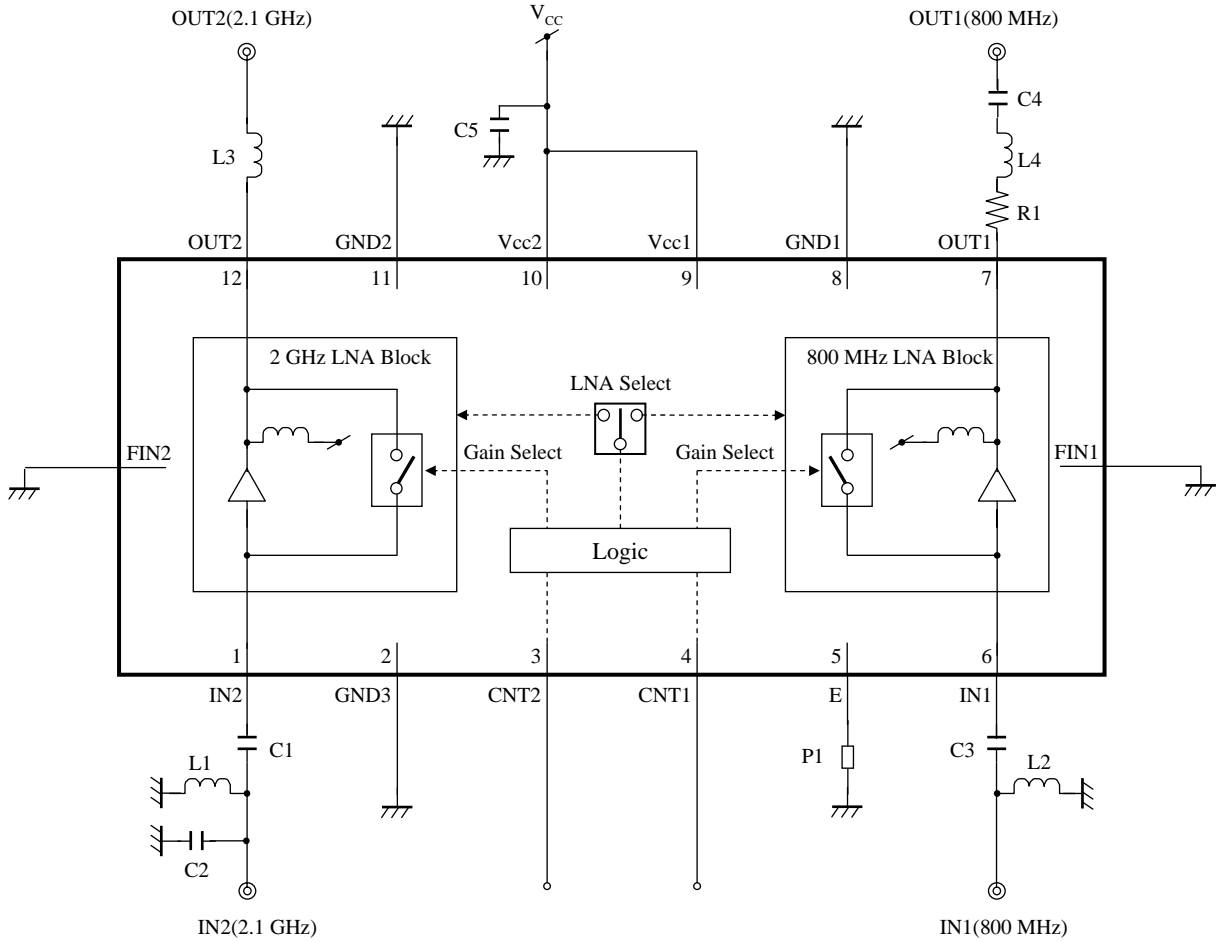 OUT2(2.1 GHz)
VCC
OUT1(800 MHz)
C4
C5
L3
L4
R1
OUT2
GND2
Vcc2
Vcc1
GND1
OUT1
12
11
10
9
8
7
2 GHz LNA Block
800 MHz LNA Block
LNA Select
FIN2
Gain Select
Gain Select
FIN1
Logic
1
2
3
4
5
6
IN2
GND3
CNT2
CNT1
E
IN1
C1
P1
C3
L1
L2
C2
IN2(2.1 GHz)
IN1(800 MHz)